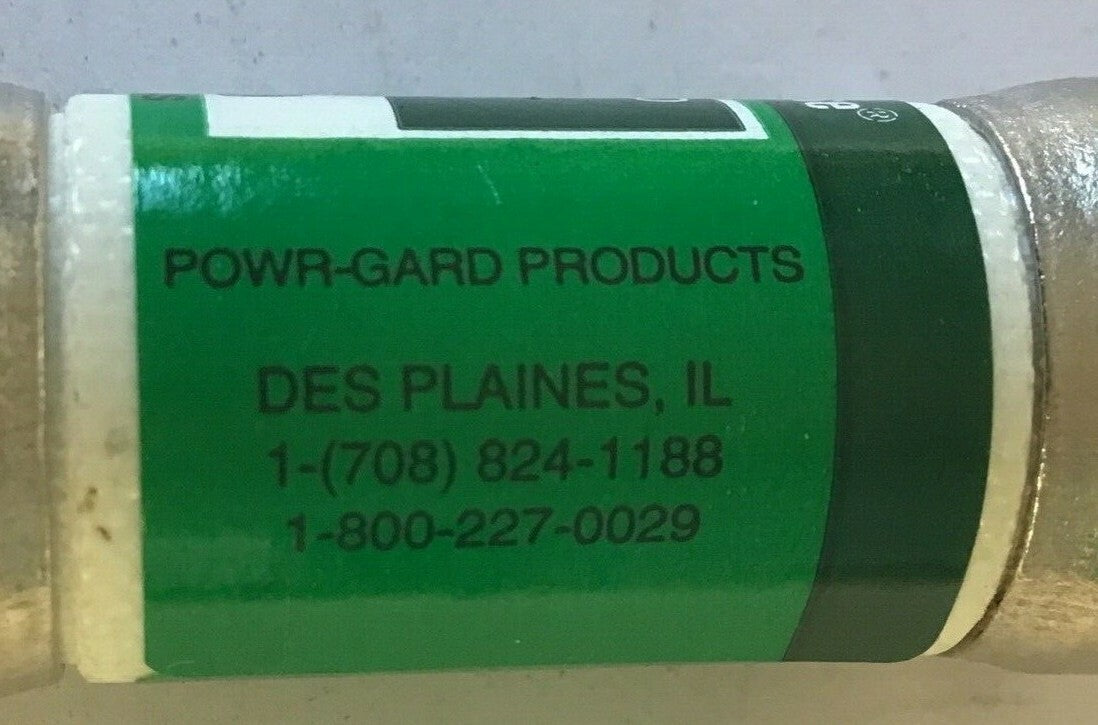 POWR-GARD PRODUCTS
DES PLAINES, IL
1-(708) 824-1188
1-800-227-0029